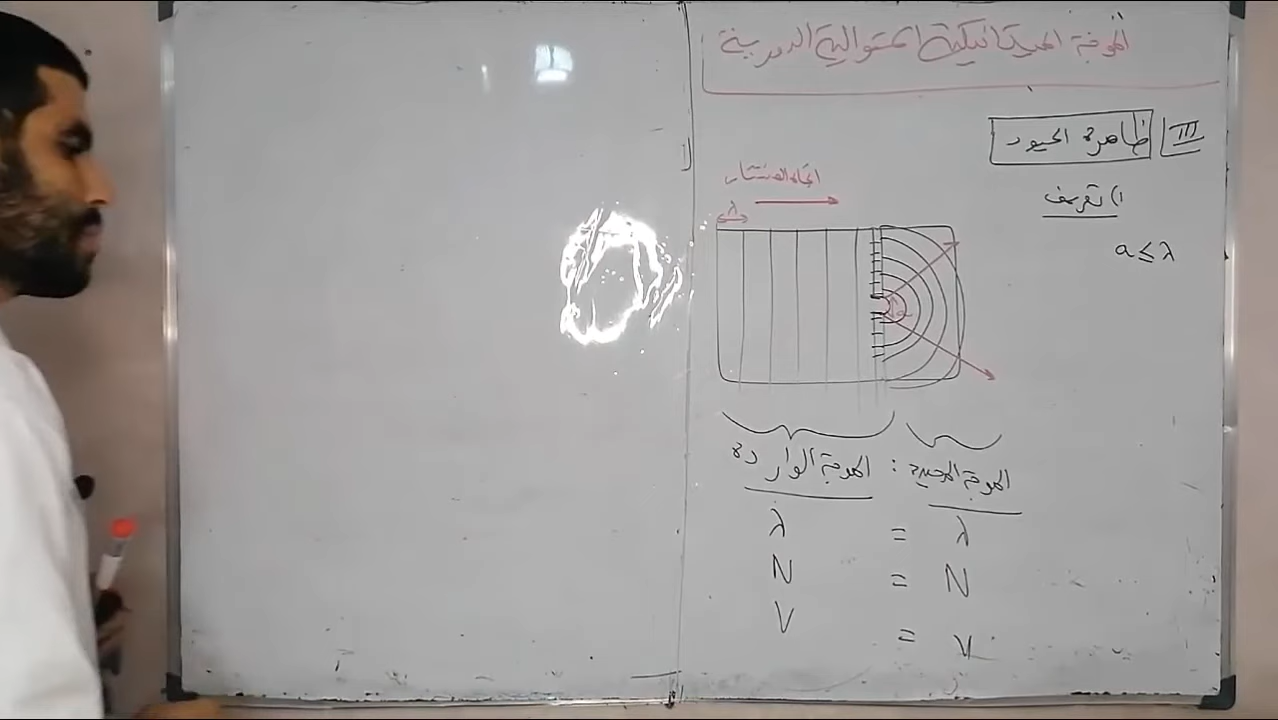 الموجة الميكانيكية المتوالية الدورية
III ظاهرة الحيود
1) تعريف
a ≤ λ
اتجاه الانتشار
λ
a
الموجة المحيدة : الموجة الواردة
λ = λ
N = N
V = V